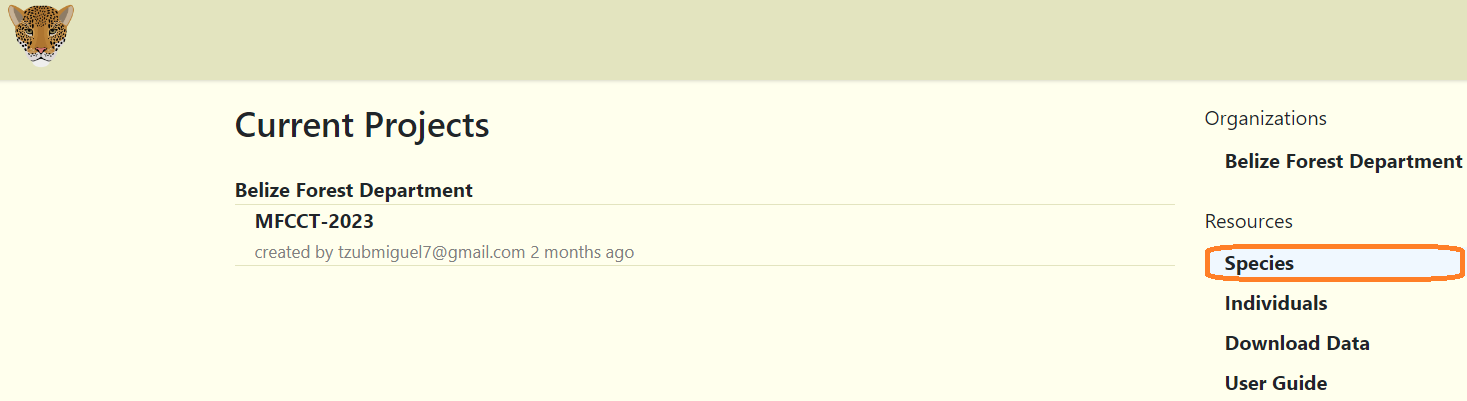 Current Projects
Belize Forest Department
MFCCT-2023
created by tzubmiguel7@gmail.com 2 months ago
Organizations
Belize Forest Department
Resources
Species
Individuals
Download Data
User Guide